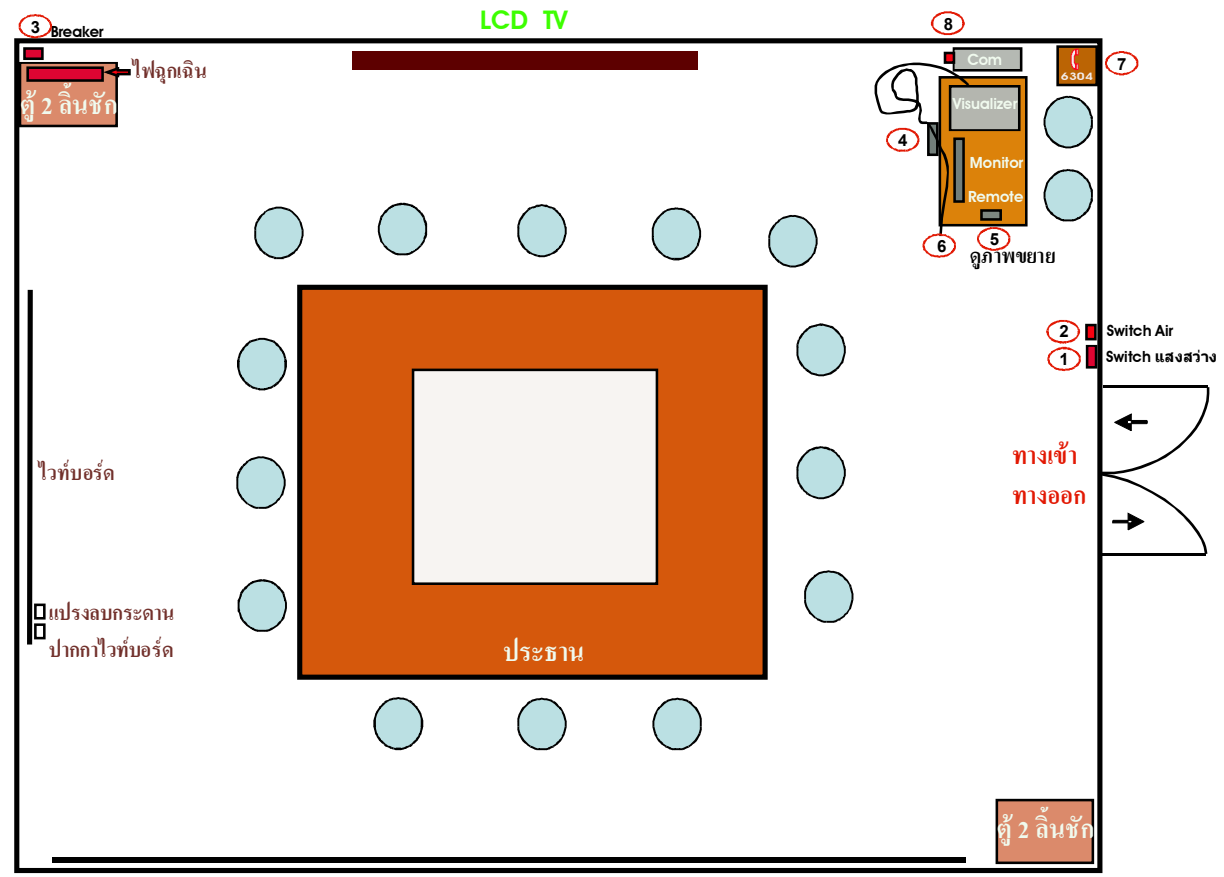 LCD TV
3 Breaker
8
Com
7
6304
ไฟฉุกเฉิน
ตู้ 2 ลิ้นชัก
Visualizer
4
Monitor
Remote
6
5
ดูภาพขยาย
2 Switch Air
1 Switch แสงสว่าง
ทางเข้า
ไวท์บอร์ด
ทางออก
แปรงลบกระดาน
ปากกาไวท์บอร์ด
ประธาน
ตู้ 2 ลิ้นชัก